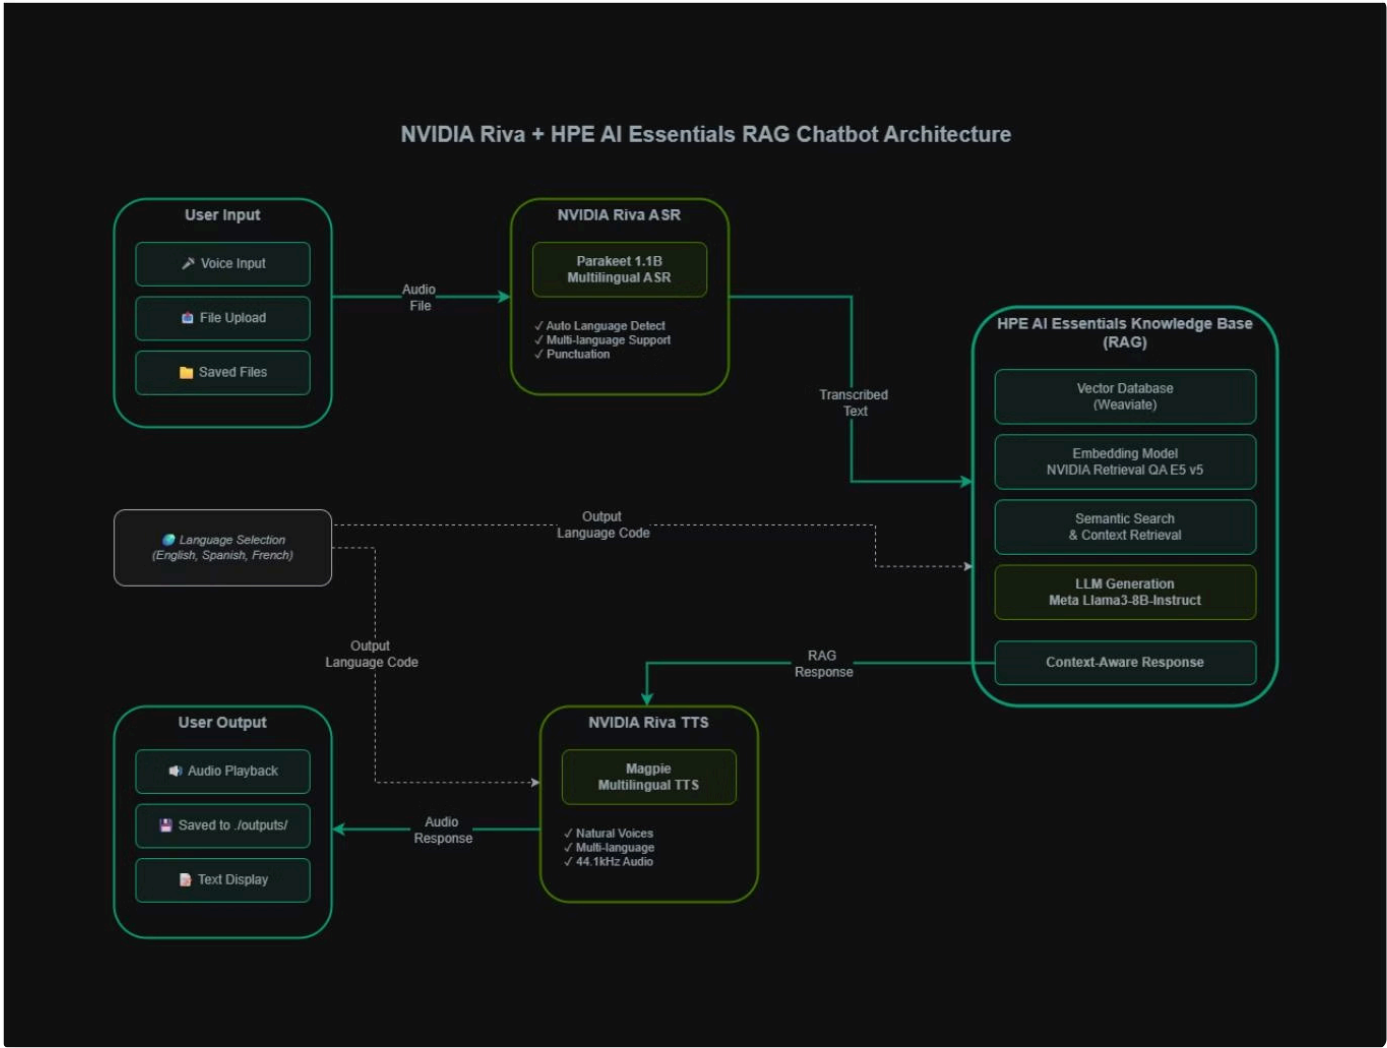 NVIDIA Riva + HPE AI Essentials RAG Chatbot Architecture
User Input
Voice Input
File Upload
Saved Files
Audio
File
NVIDIA Riva ASR
Parakeet 1.1B
Multilingual ASR
✓ Auto Language Detect
✓ Multi-language Support
✓ Punctuation
Transcribed
Text
HPE AI Essentials Knowledge Base
(RAG)
Vector Database
(Weaviate)
Embedding Model
NVIDIA Retrieval QA E5 v5
Semantic Search
& Context Retrieval
LLM Generation
Meta Llama3-8B-Instruct
Context-Aware Response
Language Selection
(English, Spanish, French)
Output
Language Code
Output
Language Code
RAG
Response
NVIDIA Riva TTS
Magpie
Multilingual TTS
✓ Natural Voices
✓ Multi-language
✓ 44.1kHz Audio
Audio
Response
User Output
Audio Playback
Saved to ./outputs/
Text Display